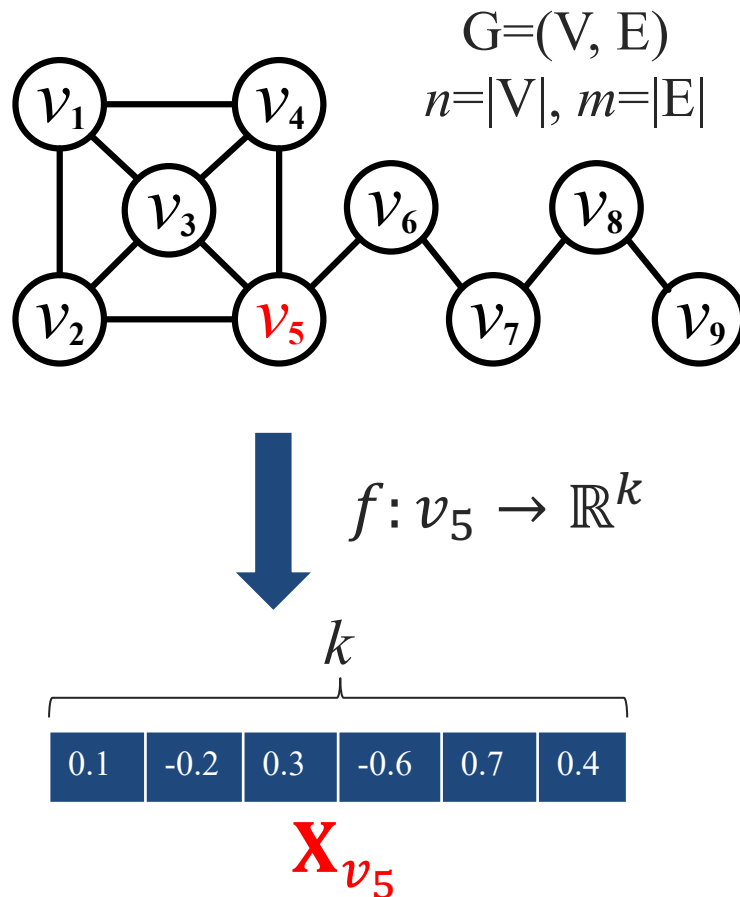 G=(V, E)
n=|V|, m=|E|
v₁ v₄
v₃ v₆ v₈
v₂ v₅ v₇ v₉
f: v₅ → ℝᵏ
k
0.1 -0.2 0.3 -0.6 0.7 0.4
X_v₅